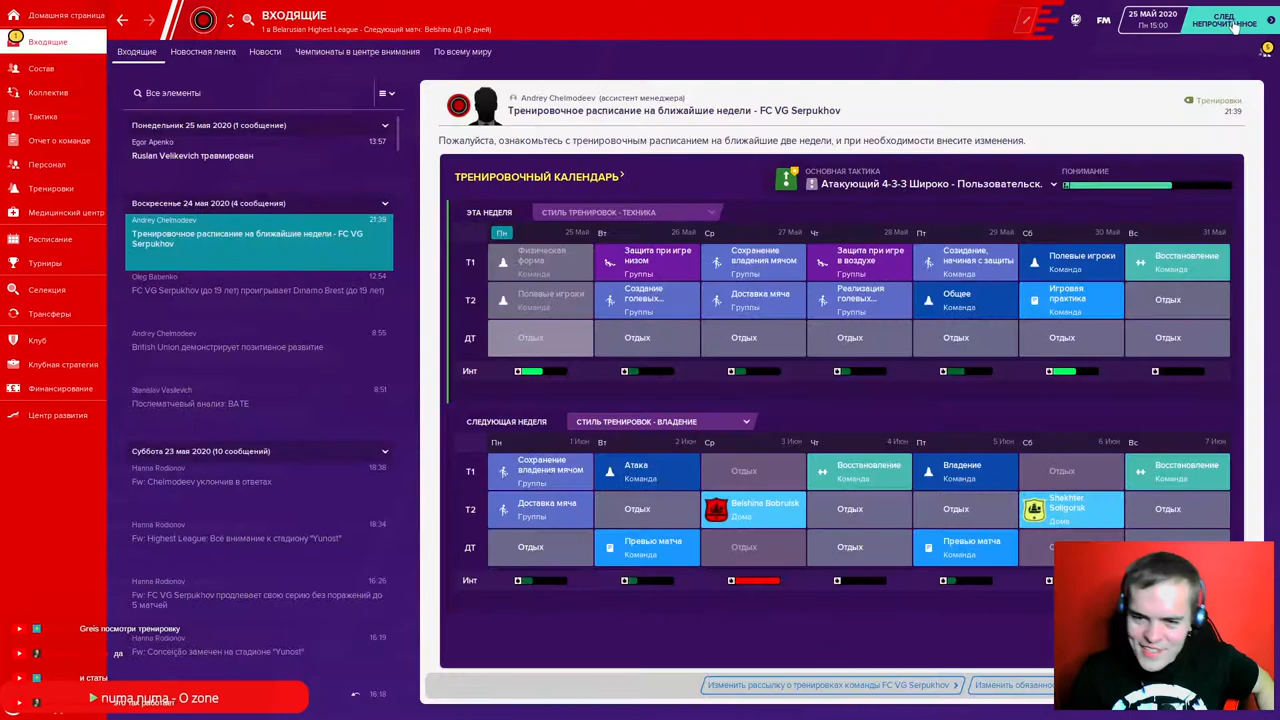 Домашняя страница
ВХОДЯЩИЕ
1 в Belarusian Highest League - Следующий матч: Belshina (Д) (9 дней)
FM
25 МАЙ 2020
ПН 15:00
СЛЕД.
НЕПРОЧИТАННОЕ
1
Входящие
Состав
Коллектив
Тактика
Отчет о команде
Персонал
Тренировки
Медицинский центр
Расписание
Турниры
Селекция
Трансферы
Клуб
Клубная стратегия
Финансирование
Центр развития
Входящие
Новостная лента
Новости
Чемпионаты в центре внимания
По всему миру
Все элементы
Понедельник 25 мая 2020 (1 сообщение)
Egor Apenko 13:57
Ruslan Velikevich травмирован
Воскресенье 24 мая 2020 (4 сообщения)
Andrey Chelmodeev 21:39
Тренировочное расписание на ближайшие недели - FC VG
Serpukhov
Oleg Babenko 12:54
FC VG Serpukhov (до 19 лет) проигрывает Dinamo Brest (до 19 лет)
Andrey Chelmodeev 8:55
British Union демонстрирует позитивное развитие
Stanislav Vasilevich 8:51
Послематчевый анализ: BATE
Суббота 23 мая 2020 (10 сообщений)
Hanna Rodionov 18:38
Fw: Chelmodeev уклончив в ответах
Hanna Rodionov 18:34
Fw: Highest League: Всё внимание к стадиону "Yunost"
Hanna Rodionov 16:26
Fw: FC VG Serpukhov продлевает свою серию без поражений до
5 матчей
Hanna Rodionov 16:19
Fw: Conceição замечен на стадионе "Yunost"
16:18
Greis посмотри тренировку
да
и статы
это так работает
numa numa - O zone
Andrey Chelmodeev (ассистент менеджера)
Тренировочное расписание на ближайшие недели - FC VG Serpukhov
Тренировки
21:39
Пожалуйста, ознакомьтесь с тренировочным расписанием на ближайшие две недели, и при необходимости внесите изменения.
ТРЕНИРОВОЧНЫЙ КАЛЕНДАРЬ
ОСНОВНАЯ ТАКТИКА
Атакующий 4-3-3 Широко - Пользовательск.
ПОНИМАНИЕ
ЭТА НЕДЕЛЯ
СТИЛЬ ТРЕНИРОВОК - ТЕХНИКА
Пн 25 Май Вт 26 Май Ср 27 Май Чт 28 Май Пт 29 Май Сб 30 Май Вс 31 Май
Т1
Физическая форма Команда
Защита при игре низом Группы
Сохранение владения мячом Группы
Защита при игре в воздухе Группы
Созидание, начиная с защиты Группы
Полевые игроки Команда
Восстановление Команда
Т2
Полевые игроки Команда
Создание голевых... Группы
Доставка мяча Группы
Реализация голевых... Группы
Общее Команда
Игровая практика Команда
Отдых
ДТ
Отдых Отдых Отдых Отдых Отдых Отдых Отдых
Инт
СЛЕДУЮЩАЯ НЕДЕЛЯ
СТИЛЬ ТРЕНИРОВОК - ВЛАДЕНИЕ
Пн 1 Июн Вт 2 Июн Ср 3 Июн Чт 4 Июн Пт 5 Июн Сб 6 Июн Вс 7 Июн
Т1
Сохранение владения мячом Группы
Атака Команда
Отдых
Восстановление Команда
Владение Команда
Отдых
Восстановление Команда
Т2
Доставка мяча Группы
Отдых
Belshina Bobruisk Дома
Отдых
Отдых
Shakhter Soligorsk Дома
Отдых
ДТ
Отдых
Превью матча Команда
Отдых
Отдых
Превью матча Команда
Инт
Изменить рассылку о тренировках команды FC VG Serpukhov